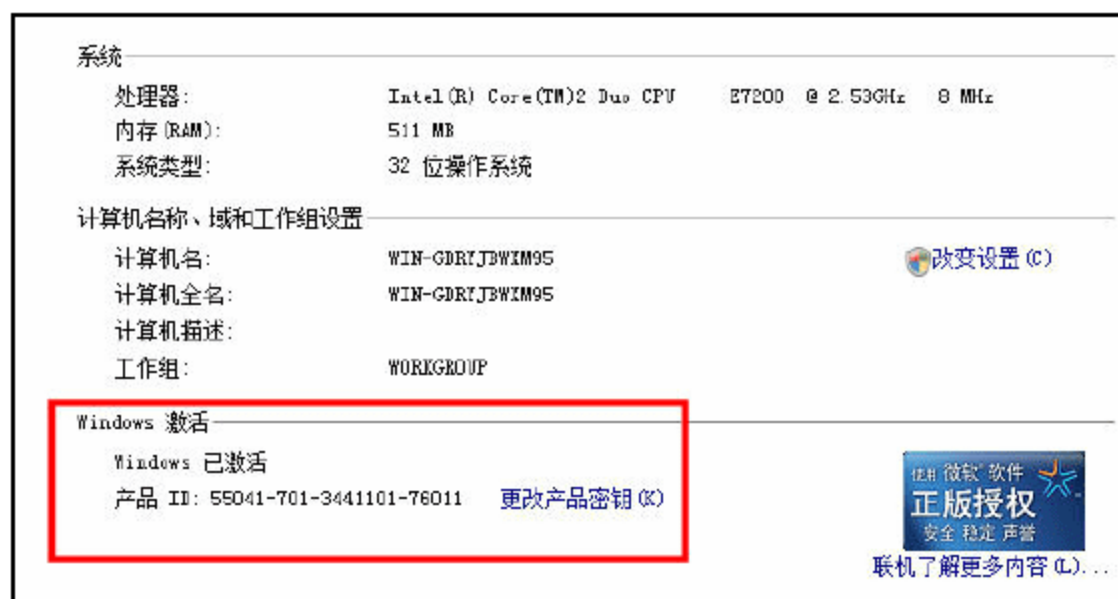 系统
处理器: Intel(R) Core(TM)2 Duo CPU E7200 @ 2.53GHz 8 MHz
内存(RAM): 511 MB
系统类型: 32 位操作系统
计算机名称、域和工作组设置
计算机名: WIN-GDRYJBWXM95
改变设置(C)
计算机全名: WIN-GDRYJBWXM95
计算机描述:
工作组: WORKGROUP
Windows 激活
Windows 已激活
产品 ID: 55041-701-3441101-76011 更改产品密钥(K)
使用 微软 软件
正版授权
安全 稳定 声誉
联机了解更多内容(L)...